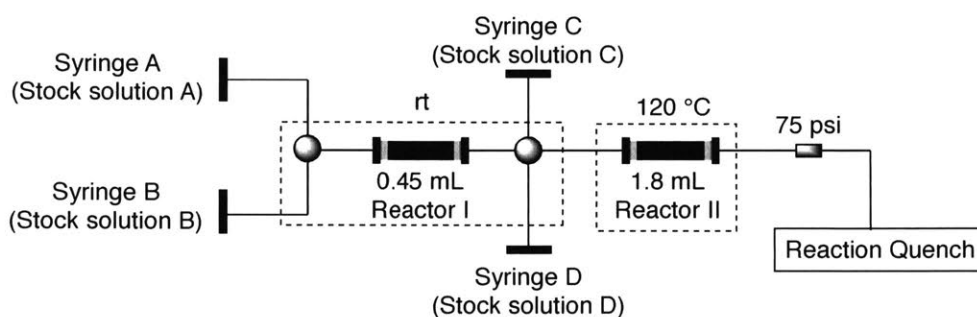 Syringe A
(Stock solution A)
Syringe B
(Stock solution B)
Syringe C
(Stock solution C)
rt
0.45 mL
Reactor I
Syringe D
(Stock solution D)
120 °C
1.8 mL
Reactor II
75 psi
Reaction Quench